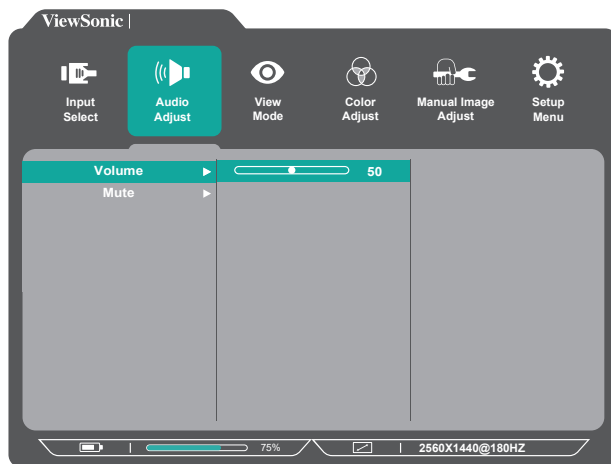 ViewSonic
Input
Select
Audio
Adjust
View
Mode
Color
Adjust
Manual Image
Adjust
Setup
Menu
Volume
50
Mute
75%
2560X1440@180HZ